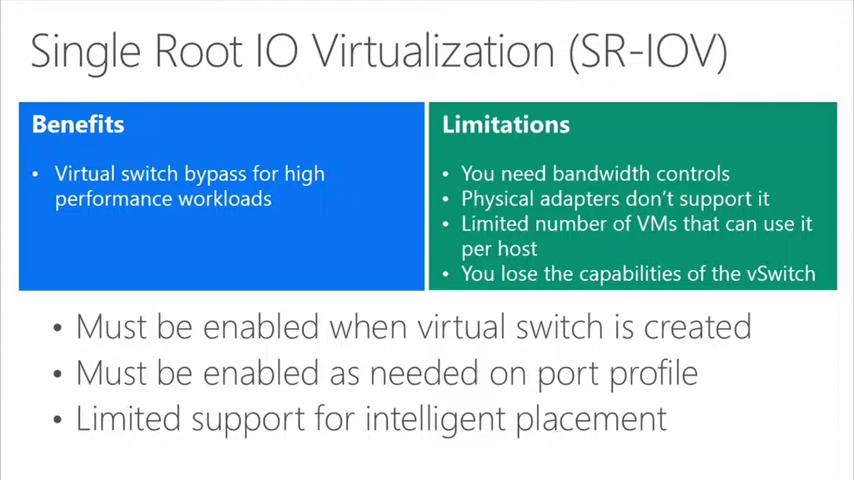 Single Root IO Virtualization (SR-IOV)
Benefits
• Virtual switch bypass for high
performance workloads
Limitations
• You need bandwidth controls
• Physical adapters don't support it
• Limited number of VMs that can use it
per host
• You lose the capabilities of the vSwitch
• Must be enabled when virtual switch is created
• Must be enabled as needed on port profile
• Limited support for intelligent placement